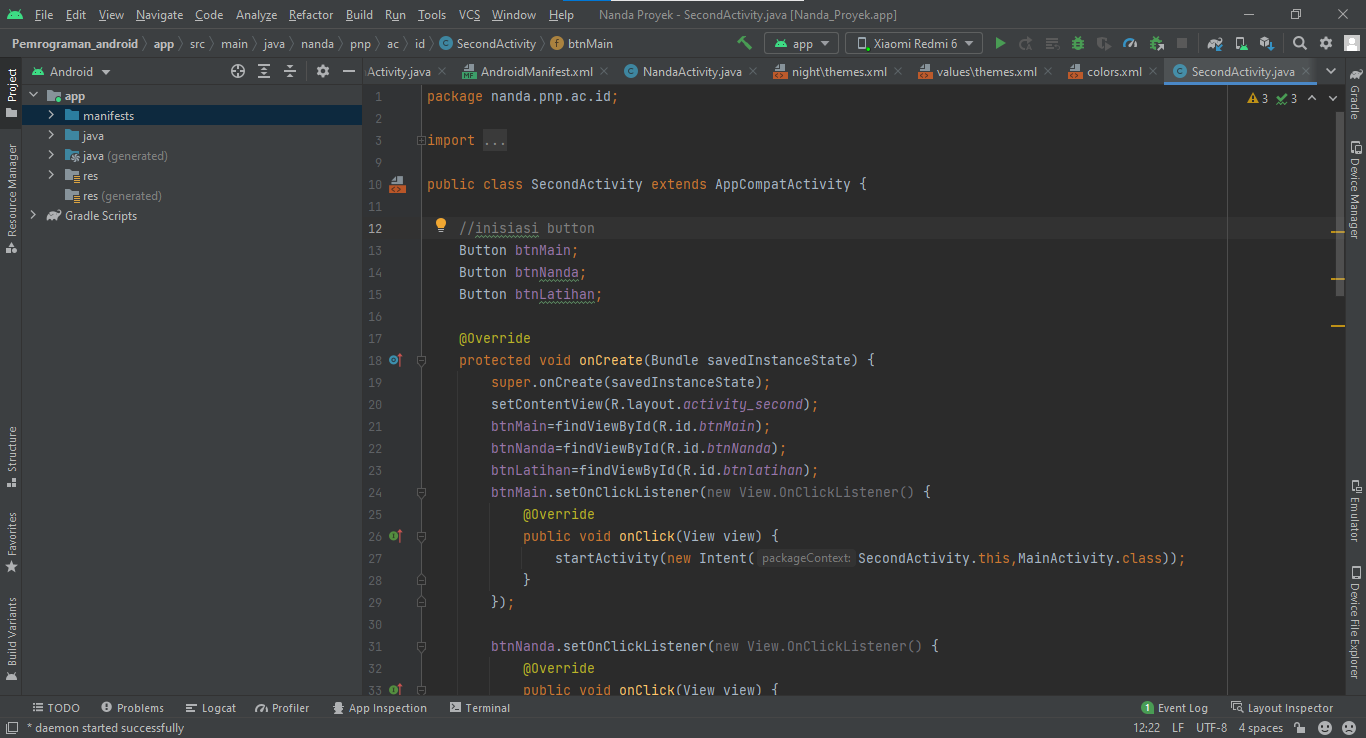 File Edit View Navigate Code Analyze Refactor Build Run Tools VCS Window Help Nanda Proyek - SecondActivity.java [Nanda_Proyek.app]
Pemrograman_android app src main java nanda pnp ac id SecondActivity btnMain app Xiaomi Redmi 6
Android
Activity.java AndroidManifest.xml NandaActivity.java night\themes.xml values\themes.xml colors.xml SecondActivity.java
Project
Resource Manager
Structure
Favorites
Build Variants
app
manifests
java
java (generated)
res
res (generated)
Gradle Scripts
3 3
1 package nanda.pnp.ac.id;
2
3 import ...
9
10 public class SecondActivity extends AppCompatActivity {
11
12 //inisiasi button
13 Button btnMain;
14 Button btnNanda;
15 Button btnLatihan;
16
17 @Override
18 protected void onCreate(Bundle savedInstanceState) {
19 super.onCreate(savedInstanceState);
20 setContentView(R.layout.activity_second);
21 btnMain=findViewById(R.id.btnMain);
22 btnNanda=findViewById(R.id.btnNanda);
23 btnLatihan=findViewById(R.id.btnlatihan);
24 btnMain.setOnClickListener(new View.OnClickListener() {
25 @Override
26 public void onClick(View view) {
27 startActivity(new Intent( packageContext: SecondActivity.this,MainActivity.class));
28 }
29 });
30
31 btnNanda.setOnClickListener(new View.OnClickListener() {
32 @Override
33 public void onClick(View view) {
Gradle
Device Manager
Emulator
Device File Explorer
TODO Problems Logcat Profiler App Inspection Terminal 1 Event Log Layout Inspector
* daemon started successfully 12:22 LF UTF-8 4 spaces